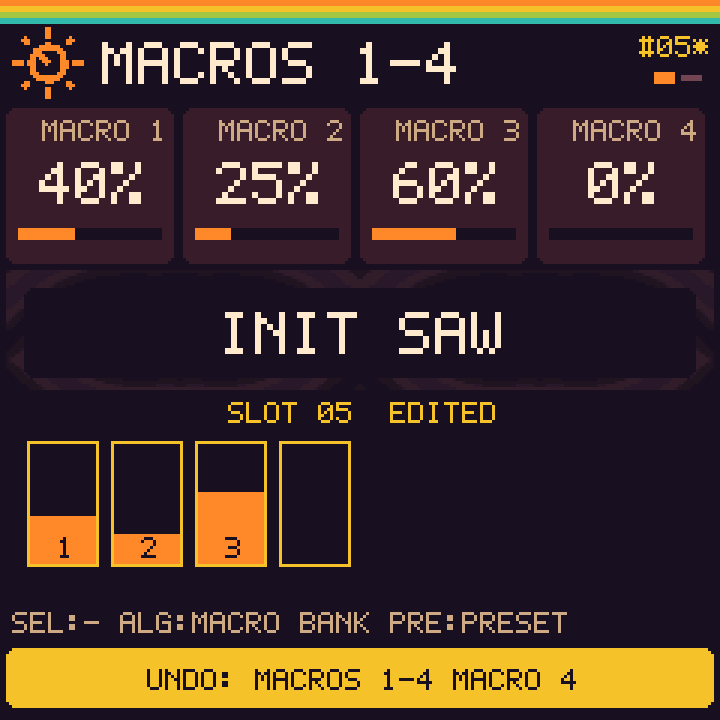 MACROS 1-4
#05*
MACRO 1 MACRO 2 MACRO 3 MACRO 4
40% 25% 60% 0%
INIT SAW
SLOT 05 EDITED
1 2 3
SEL:- ALG:MACRO BANK PRE:PRESET
UNDO: MACROS 1-4 MACRO 4